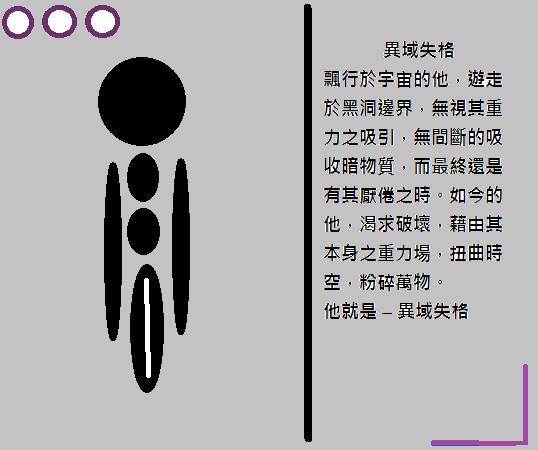 異域失格
飄行於宇宙的他，遊走
於黑洞邊界，無視其重
力之吸引，無間斷的吸
收暗物質，而最終還是
有其厭倦之時。如今的
他，渴求破壞，藉由其
本身之重力場，扭曲時
空，粉碎萬物。
他就是 – 異域失格